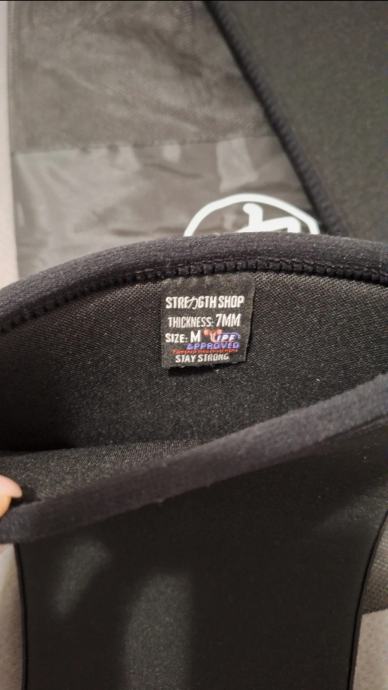 STRENGTH SHOP
THICKNESS: 7MM
SIZE: M IPF
APPROVED
STAY STRONG